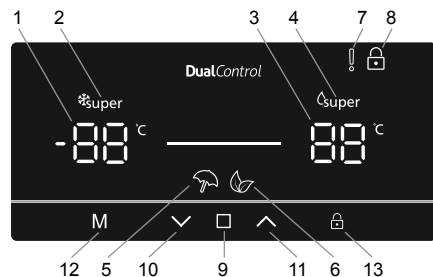 1 2 3 4 7 8
DualControl
super super
-88 °C 88 °C
M
12 5 10 9 11 6 13